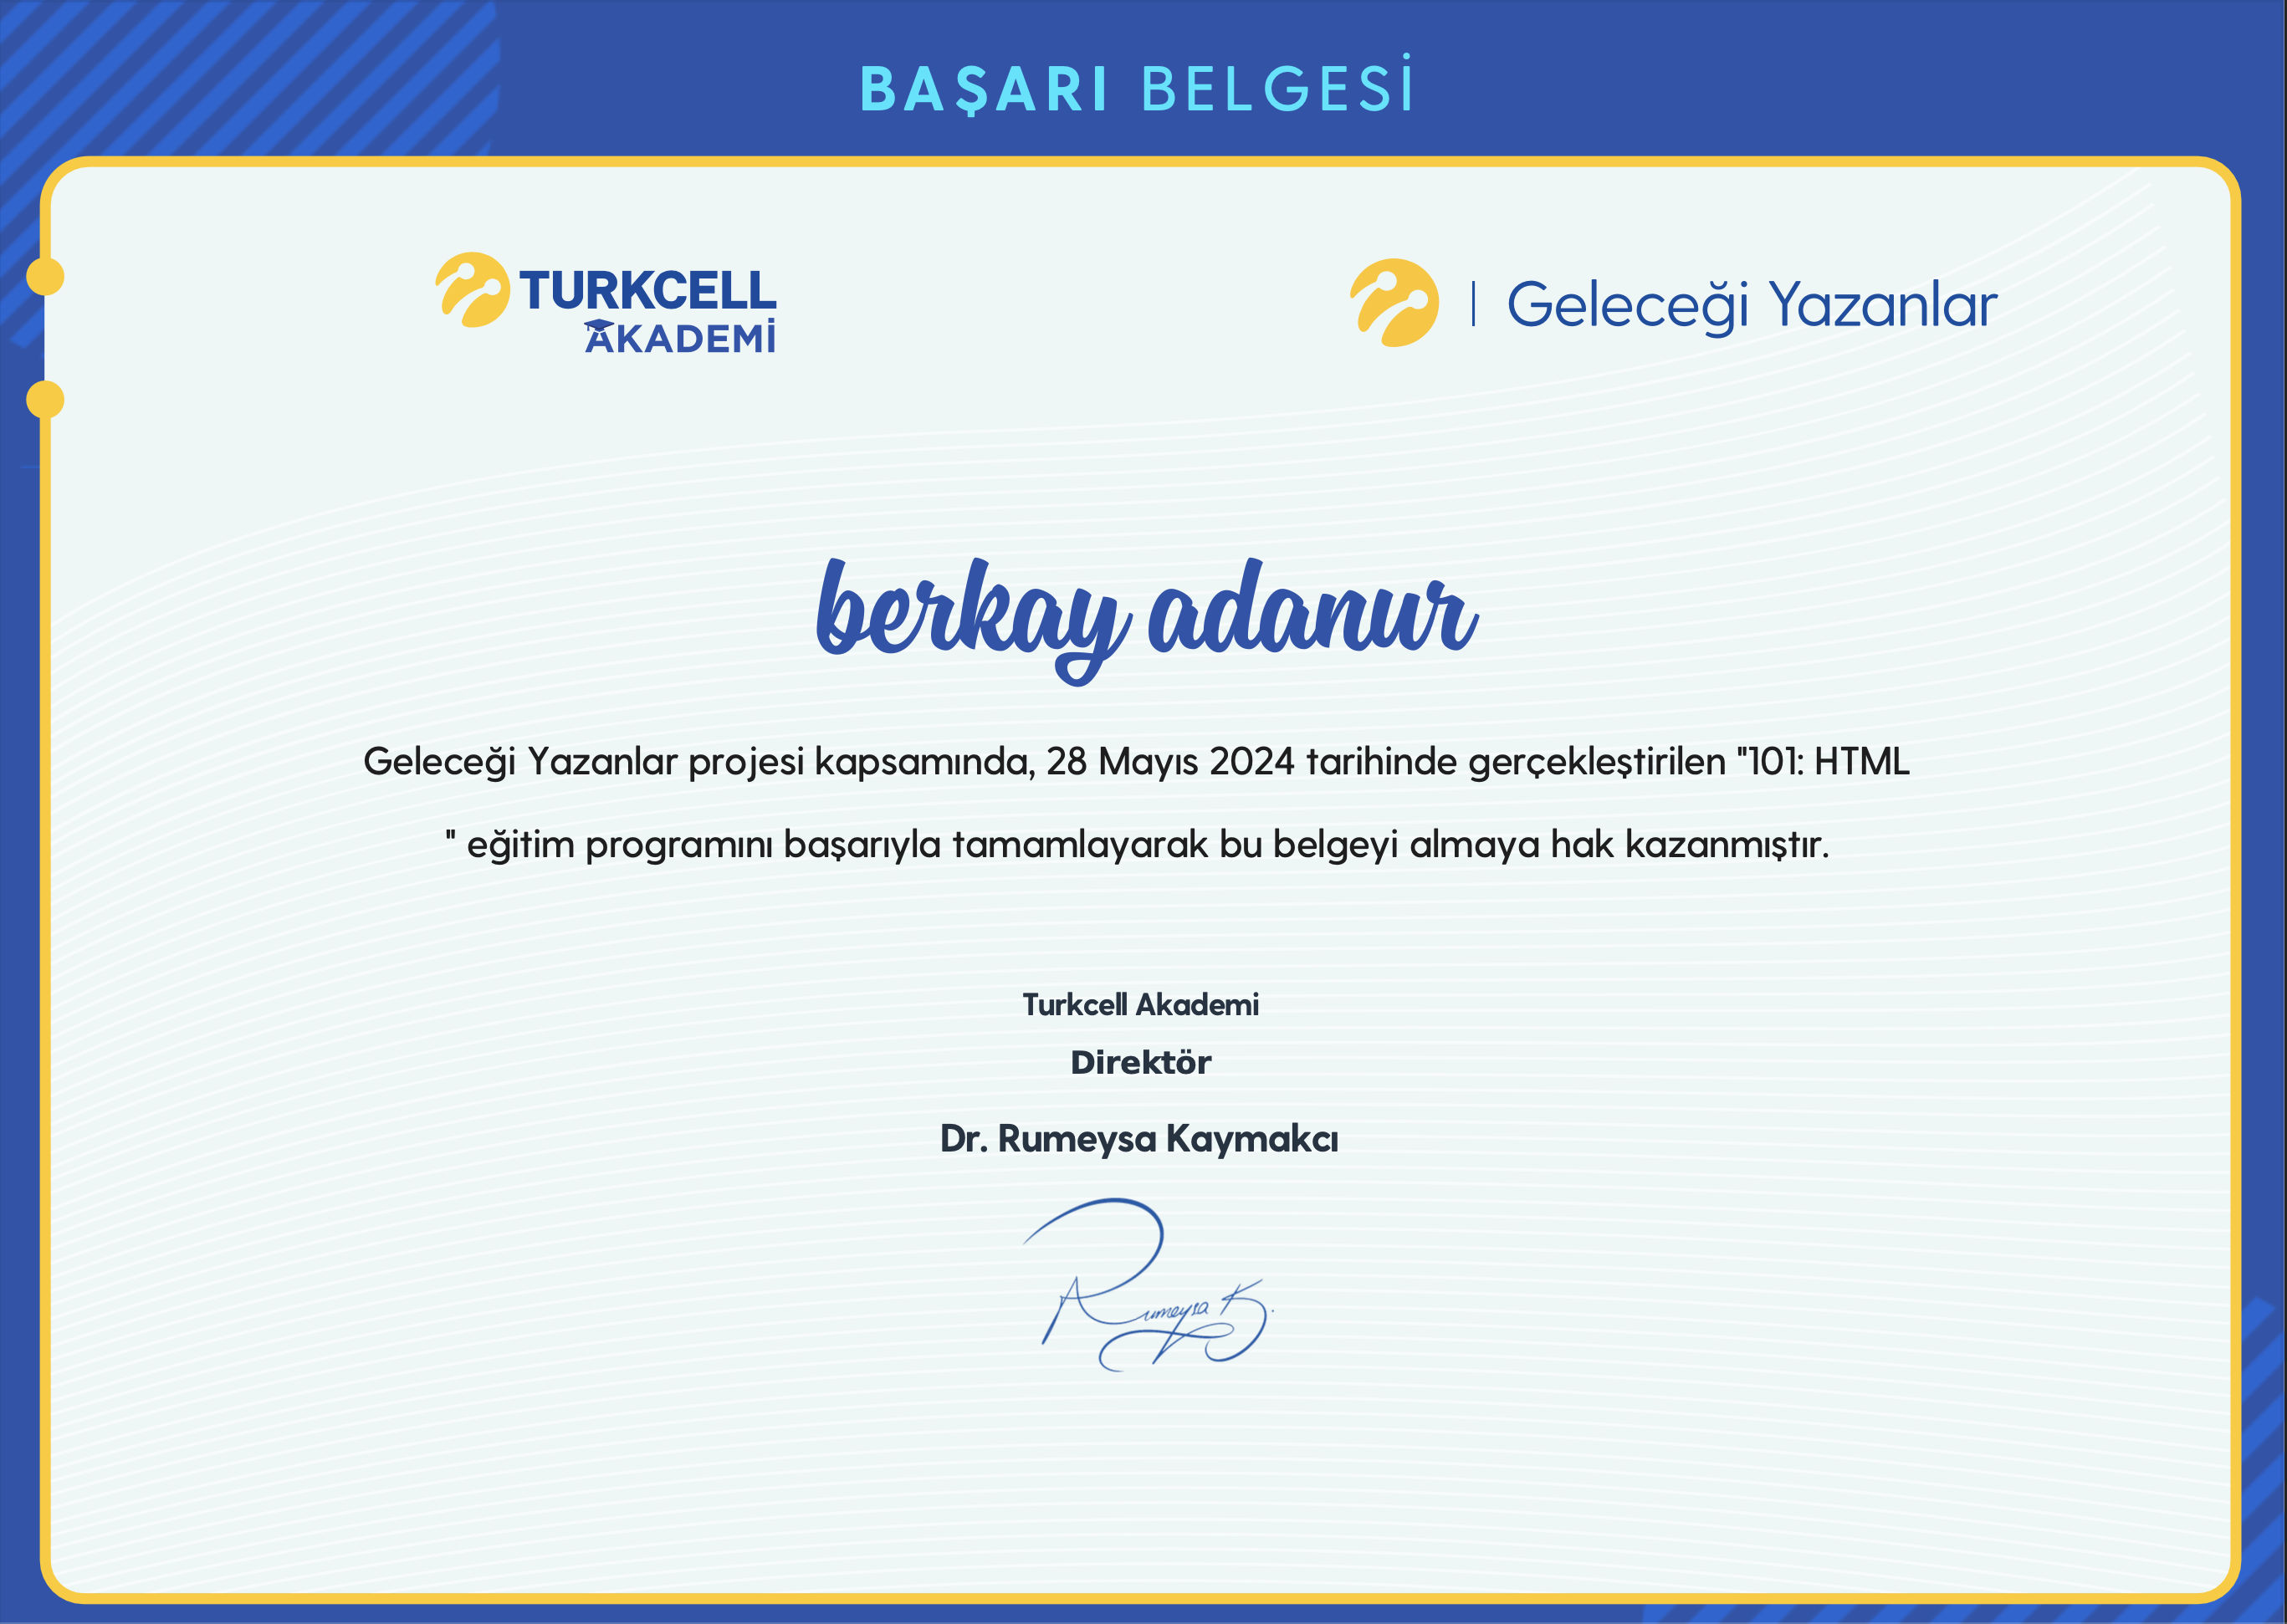 BAŞARI BELGESİ
TURKCELL
AKADEMİ
Geleceği Yazanlar
berkay adanur
Geleceği Yazanlar projesi kapsamında, 28 Mayıs 2024 tarihinde gerçekleştirilen "101: HTML
" eğitim programını başarıyla tamamlayarak bu belgeyi almaya hak kazanmıştır.
Turkcell Akademi
Direktör
Dr. Rumeysa Kaymakcı
Rumeysa K.